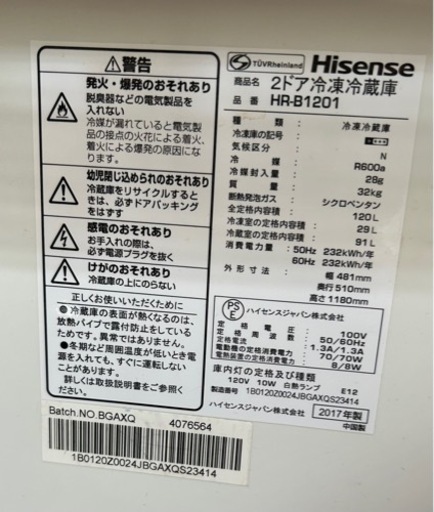 ⚠警告
発火・爆発のおそれあり
脱臭器などの電気製品を
入れない
冷媒が漏れていると電気製
品の接点の火花による着火、
着火による爆発の原因にな
ります。
幼児閉じ込められのおそれあり
冷蔵庫をリサイクルすると
きは、必ずドアパッキング
をはずす
感電のおそれあり
お手入れの際は、
必ず電源プラグを抜く
けがのおそれあり
冷蔵庫の上にのらない
正しくお使いいただくために
●冷蔵庫の表面が熱くなるのは、
放熱パイプで露付防止をしているた
めです。異常ではありません。
●冬期など周囲温度が低いとき電
源を切った場合、すぐに運転しな
いことがあります。
詳しくは取扱説明書をご覧ください。
Batch.NO.BGAXQ 4076564
1B0120Z0024JBGAXQS23414
S
TÜVRheinland
Hisense
商品名 2ドア冷凍冷蔵庫
品番 HR-B1201
種類: 冷凍冷蔵庫
冷凍庫の記号:
気候区分: N
冷媒: R600a
冷媒封入量: 28g
質量: 32kg
断熱発泡ガス: シクロペンタン
全定格内容積: 120L
冷凍室の定格内容積: 29L
冷蔵室の定格内容積: 91L
消費電力量: 50Hz 232kWh/年
60Hz 232kWh/年
外形寸法: 幅 481mm
奥行 510mm
高さ 1180mm
PSE ハイセンスジャパン株式会社
定格電圧: 100V
定格周波数: 50/60Hz
定格電流: 1.3A/1.3A
電動機の定格消費電力: 70/70W
電熱装置の定格消費電力: 8/8W
庫内灯の定格及び種類
120V 10W 白熱ランプ E12
製造番号: 1B0120Z0024JBGAXQS23414
ハイセンスジャパン株式会社
2017年製
中国製